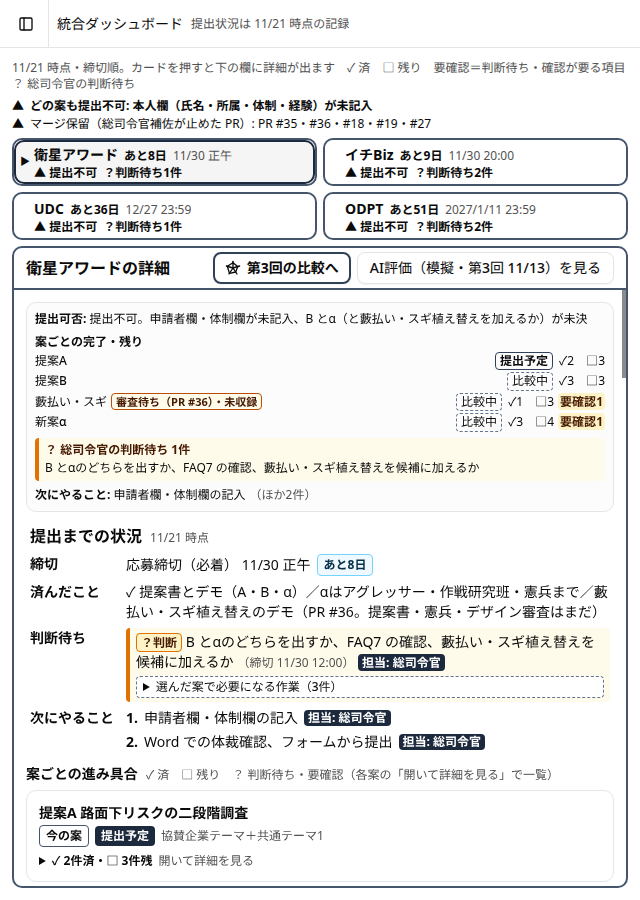 統合ダッシュボード 提出状況は 11/21 時点の記録
11/21 時点・締切順。カードを押すと下の欄に詳細が出ます ✓ 済 □ 残り 要確認＝判断待ち・確認が要る項目
？ 総司令官の判断待ち
▲ どの案も提出不可: 本人欄（氏名・所属・体制・経験）が未記入
▲ マージ保留（総司令官補佐が止めた PR）: PR #35・#36・#18・#19・#27
▶ 衛星アワード あと8日 11/30 正午
▲ 提出不可 ？判断待ち1件
イチBiz あと9日 11/30 20:00
▲ 提出不可 ？判断待ち2件
UDC あと36日 12/27 23:59
▲ 提出不可 ？判断待ち1件
ODPT あと51日 2027/1/11 23:59
▲ 提出不可 ？判断待ち2件
衛星アワードの詳細 第3回の比較へ AI評価（模擬・第3回 11/13）を見る
提出可否: 提出不可。申請者欄・体制欄が未記入、B とα（と藪払い・スギ植え替えを加えるか）が未決
案ごとの完了・残り
提案A 提出予定 ✓2 □3
提案B 比較中 ✓3 □3
藪払い・スギ 審査待ち（PR #36）・未収録 比較中 ✓1 □3 要確認1
新案α 比較中 ✓3 □4 要確認1
？ 総司令官の判断待ち 1件
B とαのどちらを出すか、FAQ7 の確認、藪払い・スギ植え替えを候補に加えるか
次にやること: 申請者欄・体制欄の記入 （ほか2件）
提出までの状況 11/21 時点
締切 応募締切（必着） 11/30 正午 あと8日
済んだこと ✓ 提案書とデモ（A・B・α）／αはアグレッサー・作戦研究班・憲兵まで／藪
払い・スギ植え替えのデモ（PR #36。提案書・憲兵・デザイン審査はまだ）
判断待ち ？判断 B とαのどちらを出すか、FAQ7 の確認、藪払い・スギ植え替えを
候補に加えるか （締切 11/30 12:00） 担当: 総司令官
▶ 選んだ案で必要になる作業（3件）
次にやること 1. 申請者欄・体制欄の記入 担当: 総司令官
2. Word での体裁確認、フォームから提出 担当: 総司令官
案ごとの進み具合 ✓ 済 □ 残り ？ 判断待ち・要確認（各案の「開いて詳細を見る」で一覧）
提案A 路面下リスクの二段階調査
今の案 提出予定 協賛企業テーマ＋共通テーマ1
▶ ✓ 2件済・□ 3件残 開いて詳細を見る